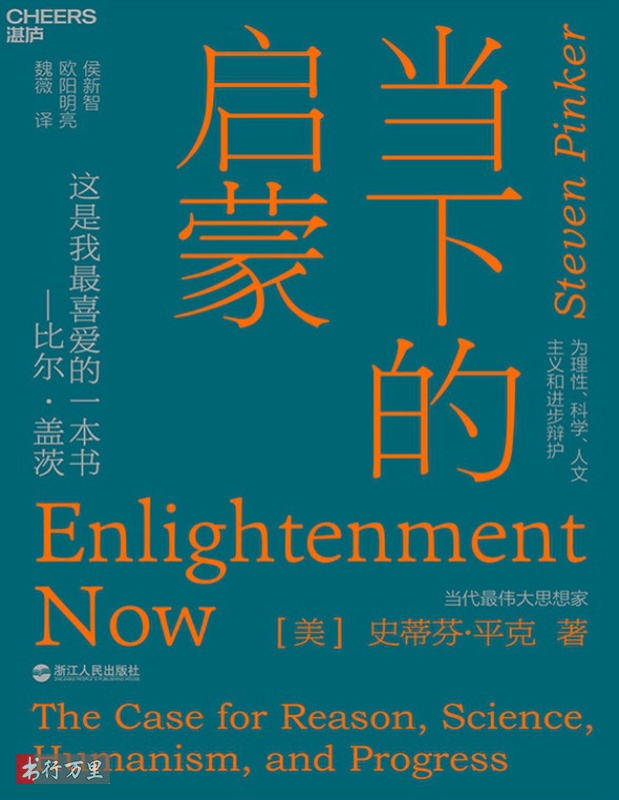 CHEERS
湛庐
当下的
启蒙
Steven Pinker
为理性、科学、人文
主义和进步辩护
侯新智
欧阳明亮
魏薇 译
这是我最喜爱的一本书
—比尔·盖茨
Enlightenment
Now
当代最伟大思想家
[美] 史蒂芬·平克 著
浙江人民出版社
ZHEJIANG PEOPLE'S PUBLISHING HOUSE
The Case for Reason, Science,
Humanism, and Progress
书行万里